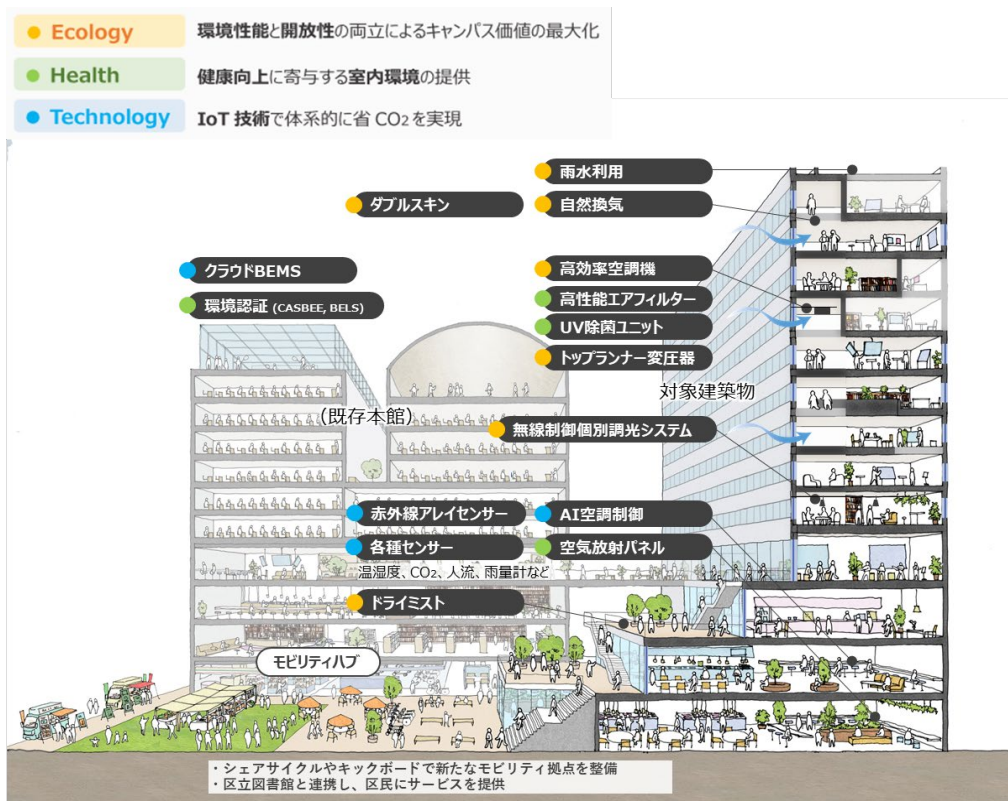 Ecology 環境性能と開放性の両立によるキャンパス価値の最大化
Health 健康向上に寄与する室内環境の提供
Technology IoT 技術で体系的に省 CO₂ を実現
雨水利用
ダブルスキン
自然換気
クラウドBEMS
高効率空調機
環境認証 (CASBEE, BELS)
高性能エアフィルター
UV除菌ユニット
トップランナー変圧器
対象建築物
(既存本館)
無線制御個別調光システム
赤外線アレイセンサー
AI空調制御
各種センサー
空気放射パネル
温湿度、CO₂、人流、雨量計など
ドライミスト
モビリティハブ
・シェアサイクルやキックボードで新たなモビリティ拠点を整備
・区立図書館と連携し、区民にサービスを提供